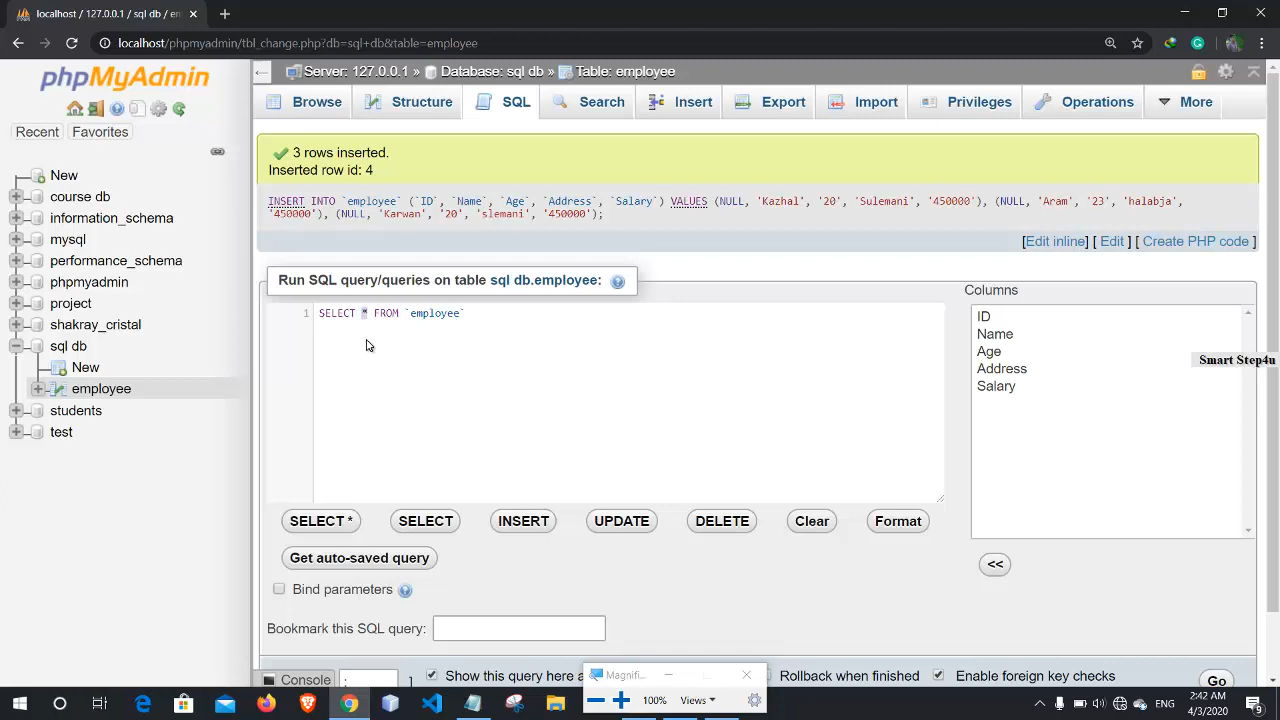 localhost / 127.0.0.1 / sql db / en
localhost/phpmyadmin/tbl_change.php?db=sql+db&table=employee
phpMyAdmin
Recent
Favorites
New
course db
information_schema
mysql
performance_schema
phpmyadmin
project
shakray_cristal
sql db
New
employee
students
test
Server: 127.0.0.1 » Database: sql db » Table: employee
Browse Structure SQL Search Insert Export Import Privileges Operations More
3 rows inserted.
Inserted row id: 4
INSERT INTO `employee` (`ID`, `Name`, `Age`, `Address`, `Salary`) VALUES (NULL, 'Kazhal', '20', 'Sulemani', '450000'), (NULL, 'Aram', '23', 'halabja',
'450000'), (NULL, 'Karwan', '20', 'slemani', '450000');
[Edit inline] [ Edit ] [ Create PHP code ]
Run SQL query/queries on table sql db.employee:
1 SELECT * FROM `employee`
Columns
ID
Name
Age
Address
Salary
Smart Step4u
SELECT * SELECT INSERT UPDATE DELETE Clear Format
Get auto-saved query
<<
Bind parameters
Bookmark this SQL query:
Console
; ]
Show this query here a
Rollback when finished
Enable foreign key checks
Go
Magnifi...
100% Views
2:42 AM
4/3/2020